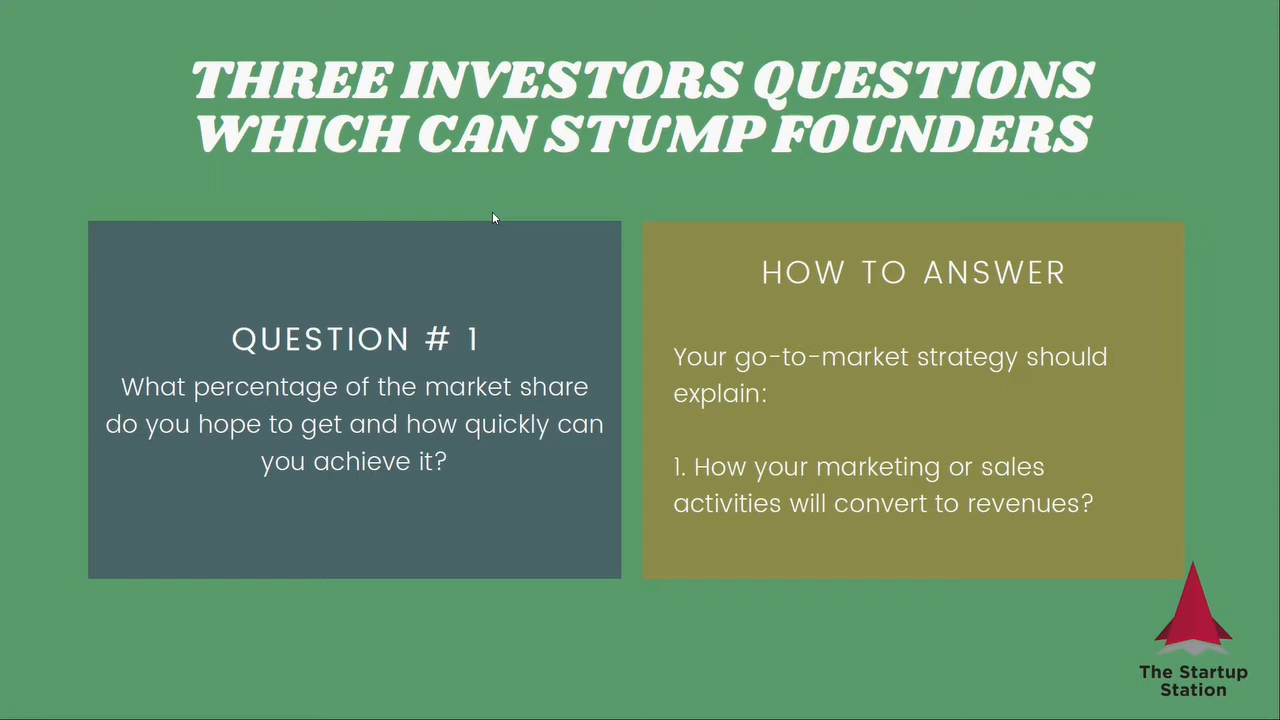 THREE INVESTORS QUESTIONS
WHICH CAN STUMP FOUNDERS
QUESTION # 1
What percentage of the market share
do you hope to get and how quickly can
you achieve it?
HOW TO ANSWER
Your go-to-market strategy should
explain:
1. How your marketing or sales
activities will convert to revenues?
The Startup
Station